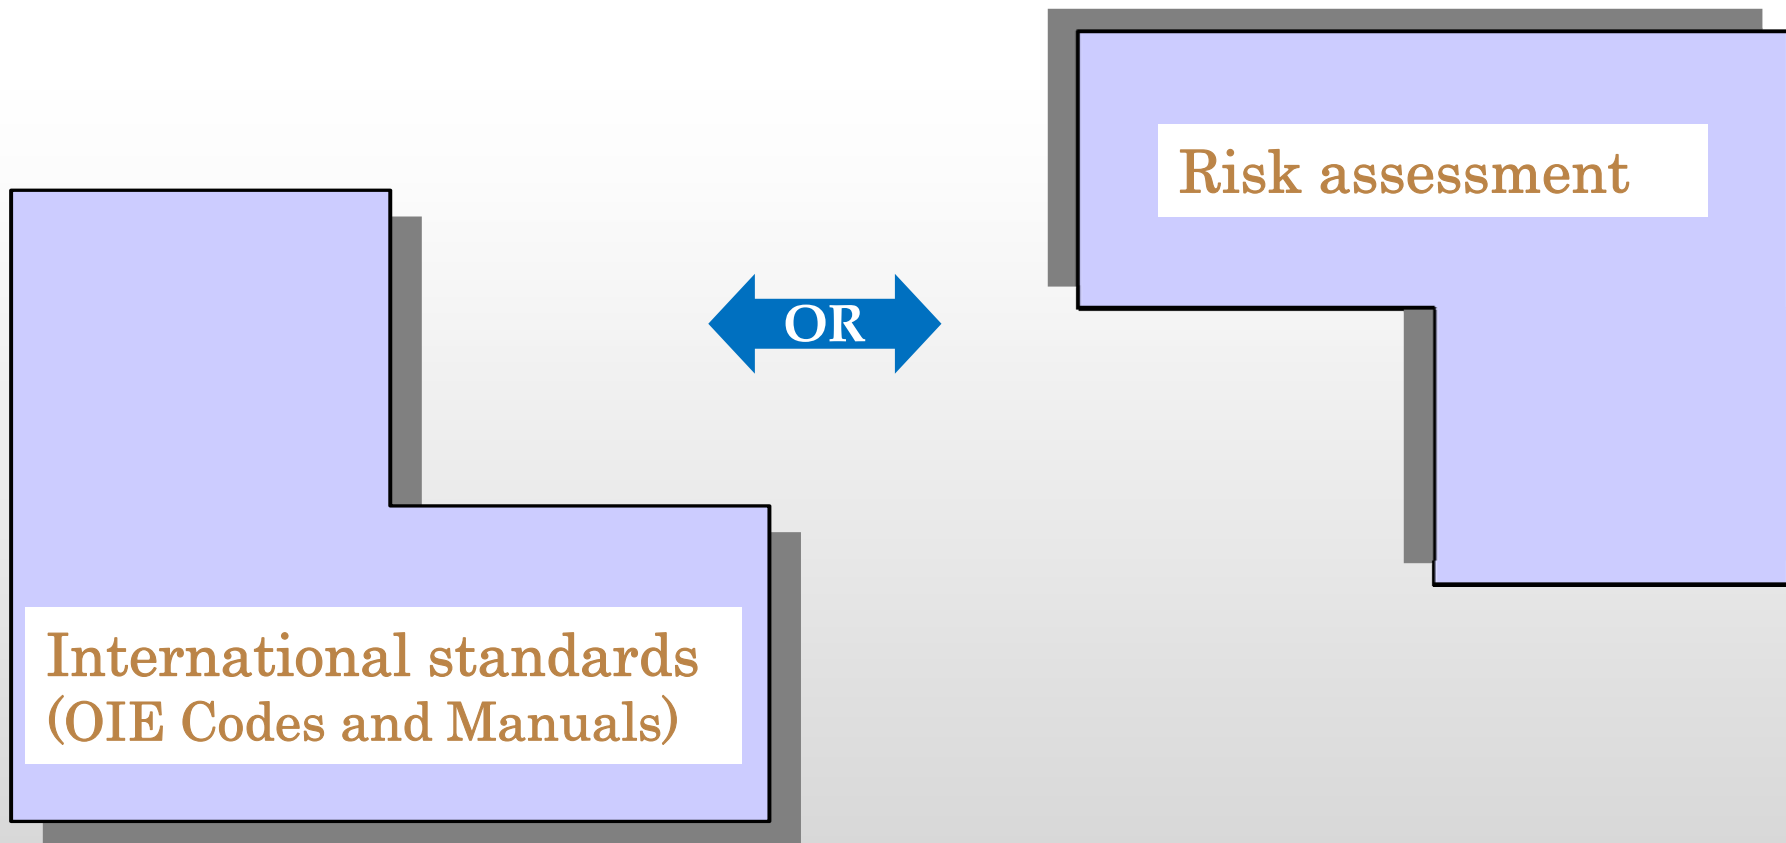 Risk assessment
OR
International standards
(OIE Codes and Manuals)